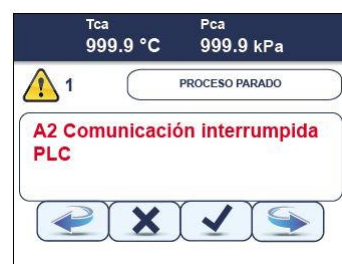 Tca Pca
999.9 °C 999.9 kPa
1 PROCESO PARADO
A2 Comunicación interrumpida
PLC